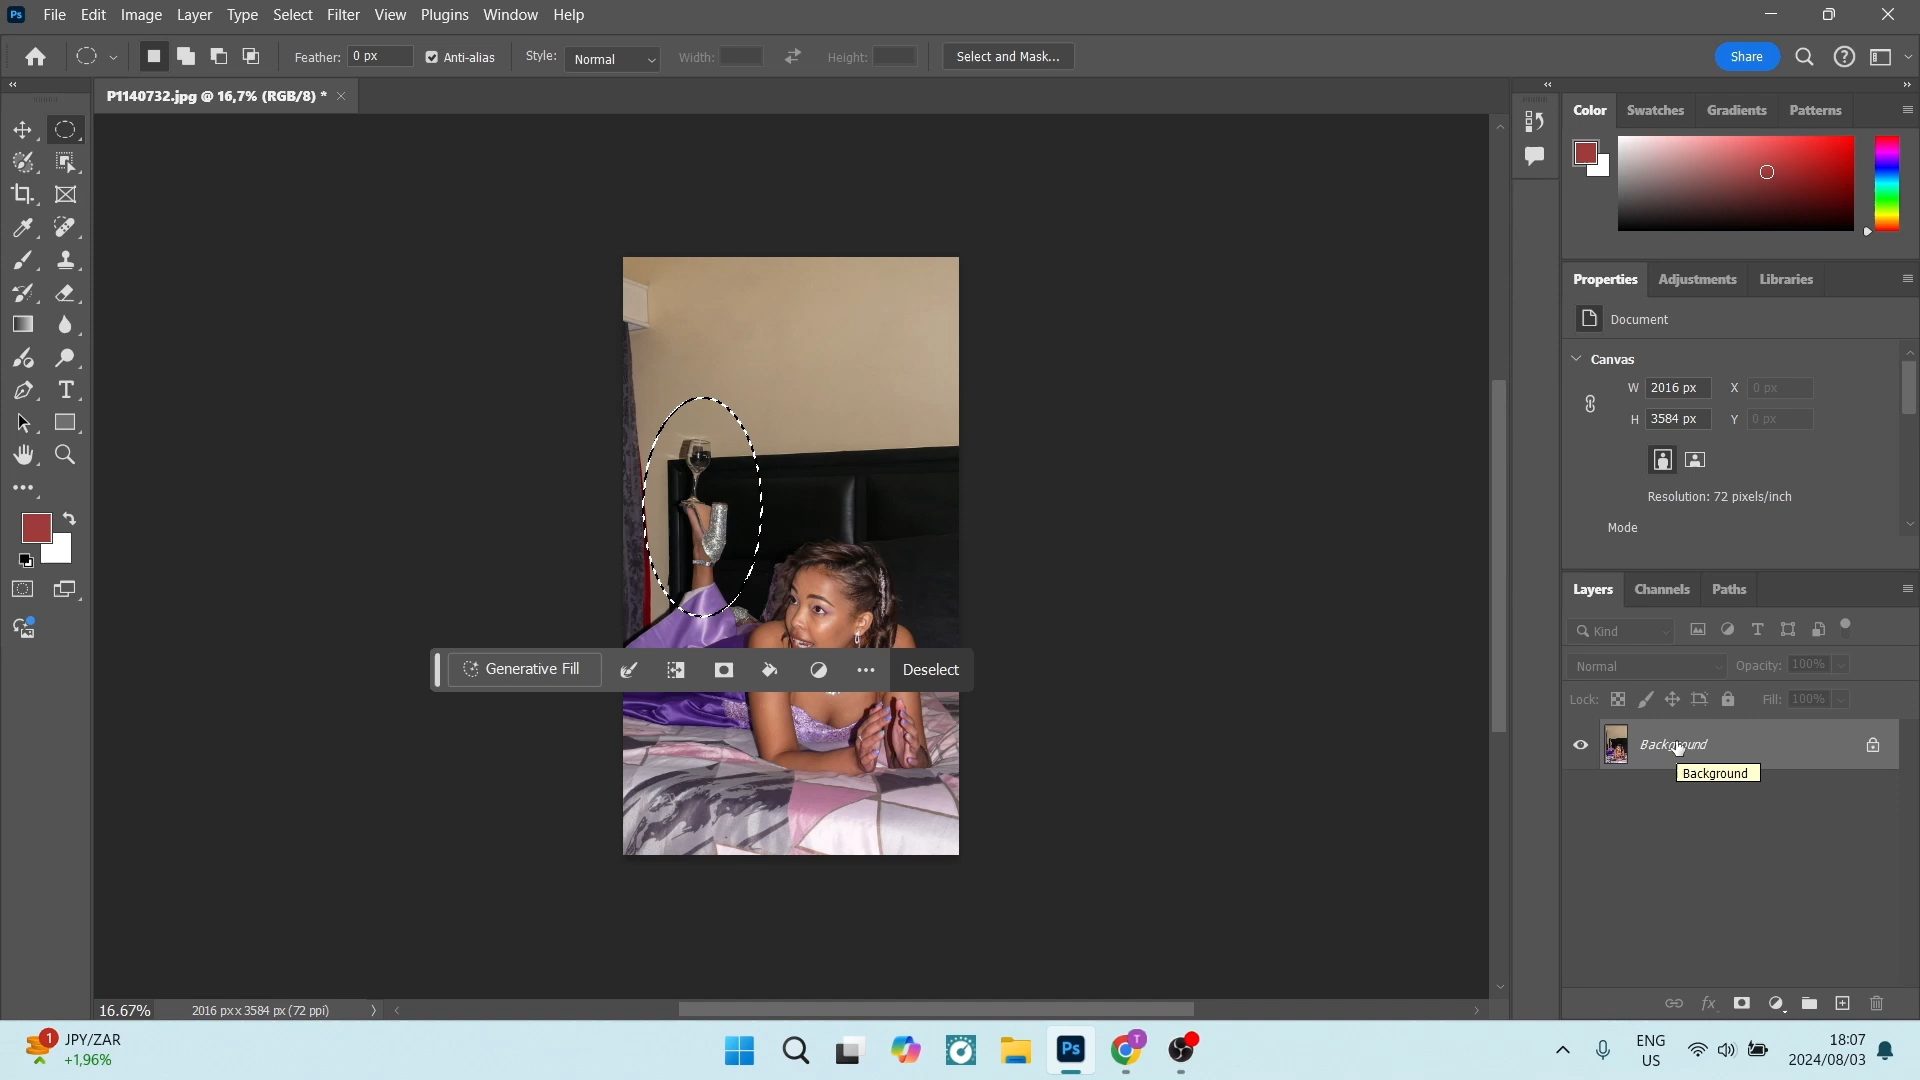 Ps File Edit Image Layer Type Select Filter View Plugins Window Help
Feather: 0 px Anti-alias Style: Normal Width: Height: Select and Mask... Share
P1140732.jpg @ 16,7% (RGB/8) *
Color Swatches Gradients Patterns
Properties Adjustments Libraries
Document
Canvas
W 2016 px X 0 px
H 3584 px Y 0 px
Resolution: 72 pixels/inch
Mode
Layers Channels Paths
Kind
Normal Opacity: 100%
Lock: Fill: 100%
Background
Background
Generative Fill Deselect
16.67% 2016 px x 3584 px (72 ppi)
1 JPY/ZAR
+1,96%
Ps
T
ENG
US
18:07
2024/08/03